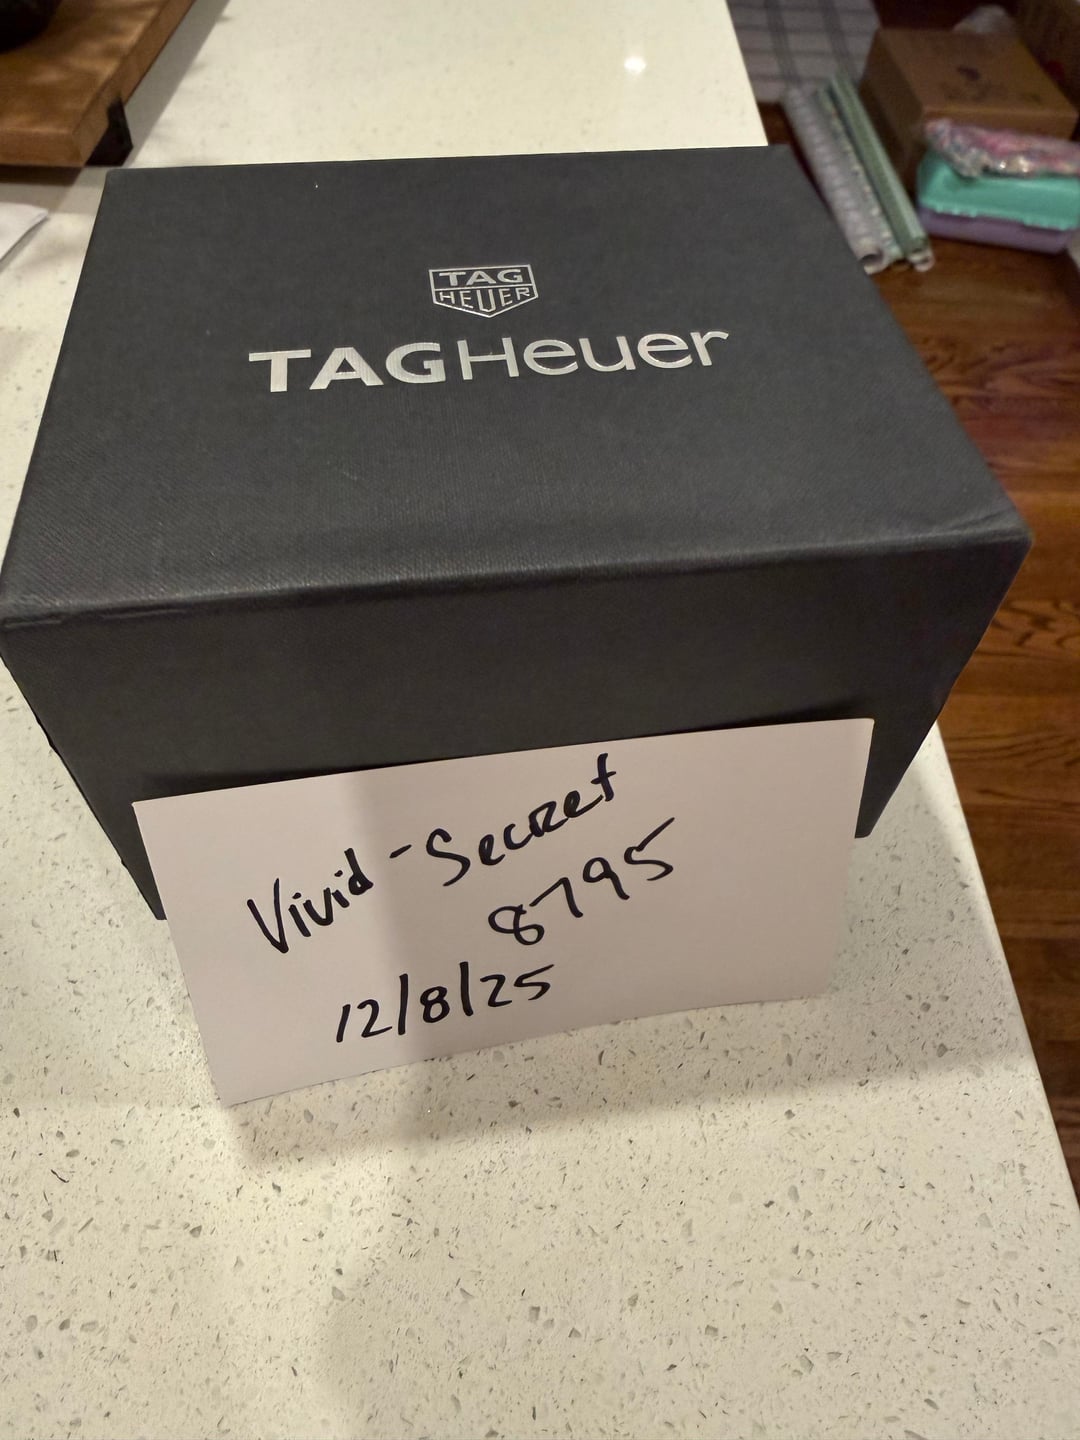 TAG
HEUER
TAGHeuer
Vivid-Secret
8795
12/8/25